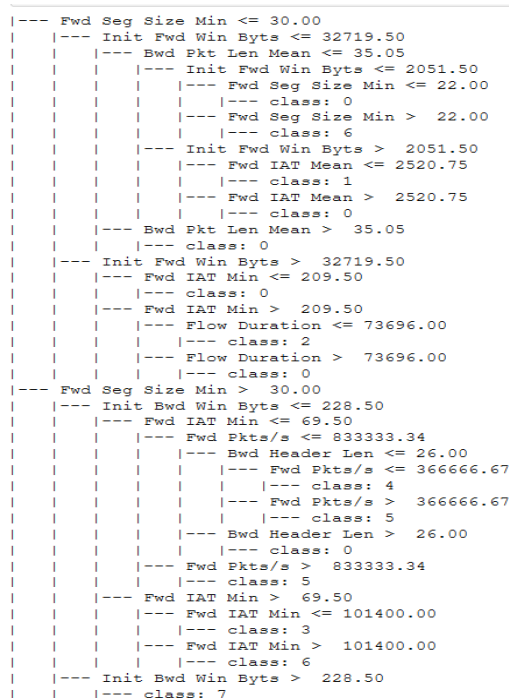 |--- Fwd Seg Size Min <= 30.00
|   |--- Init Fwd Win Byts <= 32719.50
|   |   |--- Bwd Pkt Len Mean <= 35.05
|   |   |   |--- Init Fwd Win Byts <= 2051.50
|   |   |   |   |--- Fwd Seg Size Min <= 22.00
|   |   |   |   |   |--- class: 0
|   |   |   |   |--- Fwd Seg Size Min >  22.00
|   |   |   |   |   |--- class: 6
|   |   |   |--- Init Fwd Win Byts >  2051.50
|   |   |   |   |--- Fwd IAT Mean <= 2520.75
|   |   |   |   |   |--- class: 1
|   |   |   |   |--- Fwd IAT Mean >  2520.75
|   |   |   |   |   |--- class: 0
|   |   |--- Bwd Pkt Len Mean >  35.05
|   |   |   |--- class: 0
|   |--- Init Fwd Win Byts >  32719.50
|   |   |--- Fwd IAT Min <= 209.50
|   |   |   |--- class: 0
|   |   |--- Fwd IAT Min >  209.50
|   |   |   |--- Flow Duration <= 73696.00
|   |   |   |   |--- class: 2
|   |   |   |--- Flow Duration >  73696.00
|   |   |   |   |--- class: 0
|--- Fwd Seg Size Min >  30.00
|   |--- Init Bwd Win Byts <= 228.50
|   |   |--- Fwd IAT Min <= 69.50
|   |   |   |--- Fwd Pkts/s <= 833333.34
|   |   |   |   |--- Bwd Header Len <= 26.00
|   |   |   |   |   |--- Fwd Pkts/s <= 366666.67
|   |   |   |   |   |   |--- class: 4
|   |   |   |   |   |--- Fwd Pkts/s >  366666.67
|   |   |   |   |   |   |--- class: 5
|   |   |   |   |--- Bwd Header Len >  26.00
|   |   |   |   |   |--- class: 0
|   |   |   |--- Fwd Pkts/s >  833333.34
|   |   |   |   |--- class: 5
|   |   |--- Fwd IAT Min >  69.50
|   |   |   |--- Fwd IAT Min <= 101400.00
|   |   |   |   |--- class: 3
|   |   |   |--- Fwd IAT Min >  101400.00
|   |   |   |   |--- class: 6
|   |--- Init Bwd Win Byts >  228.50
|   |   |--- class: 7